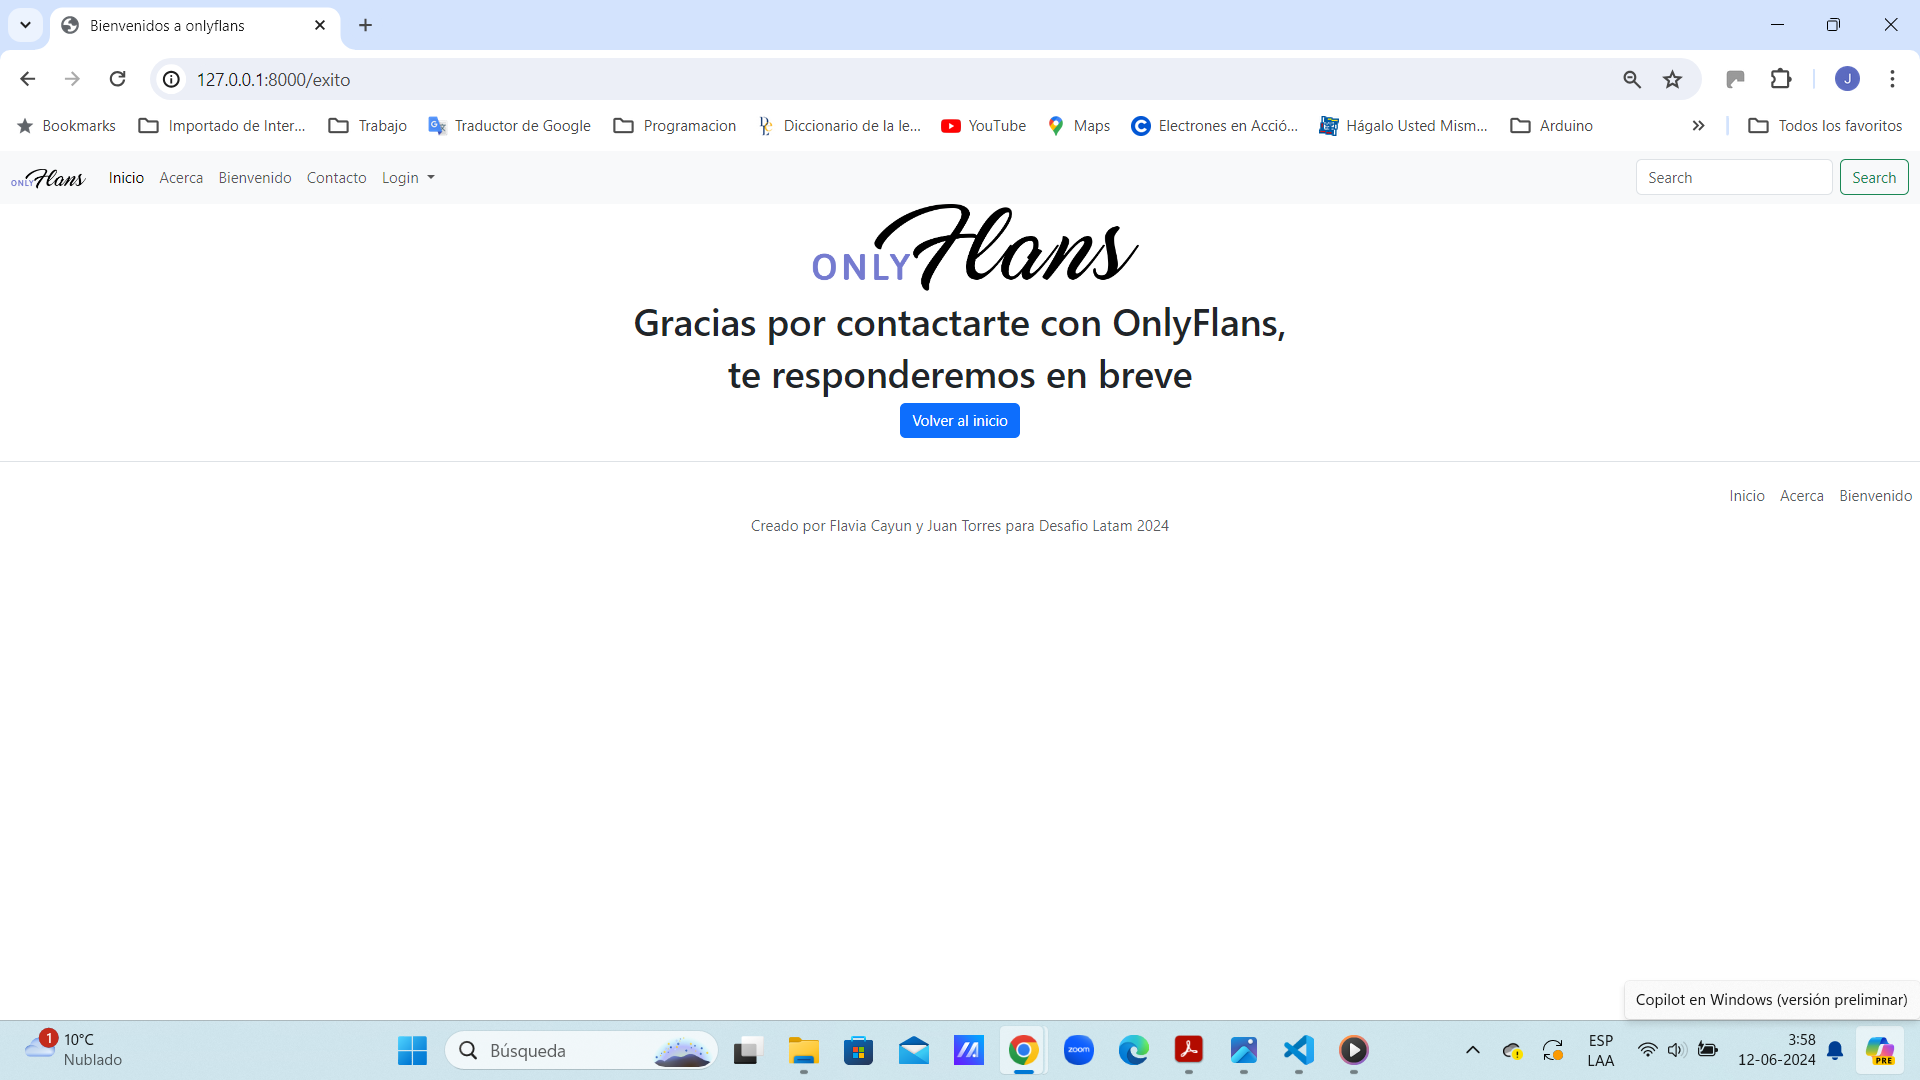 Bienvenidos a onlyflans
127.0.0.1:8000/exito
J
Bookmarks
Importado de Inter...
Trabajo
Traductor de Google
Programacion
Diccionario de la le...
YouTube
Maps
Electrones en Acció...
Hágalo Usted Mism...
Arduino
»
Todos los favoritos
ONLY Flans
Inicio
Acerca
Bienvenido
Contacto
Login
Search
Search
ONLY Flans
Gracias por contactarte con OnlyFlans,
te responderemos en breve
Volver al inicio
Inicio
Acerca
Bienvenido
Creado por Flavia Cayun y Juan Torres para Desafio Latam 2024
Copilot en Windows (versión preliminar)
1
10°C
Nublado
Búsqueda
zoom
ESP
LAA
3:58
12-06-2024
PRE